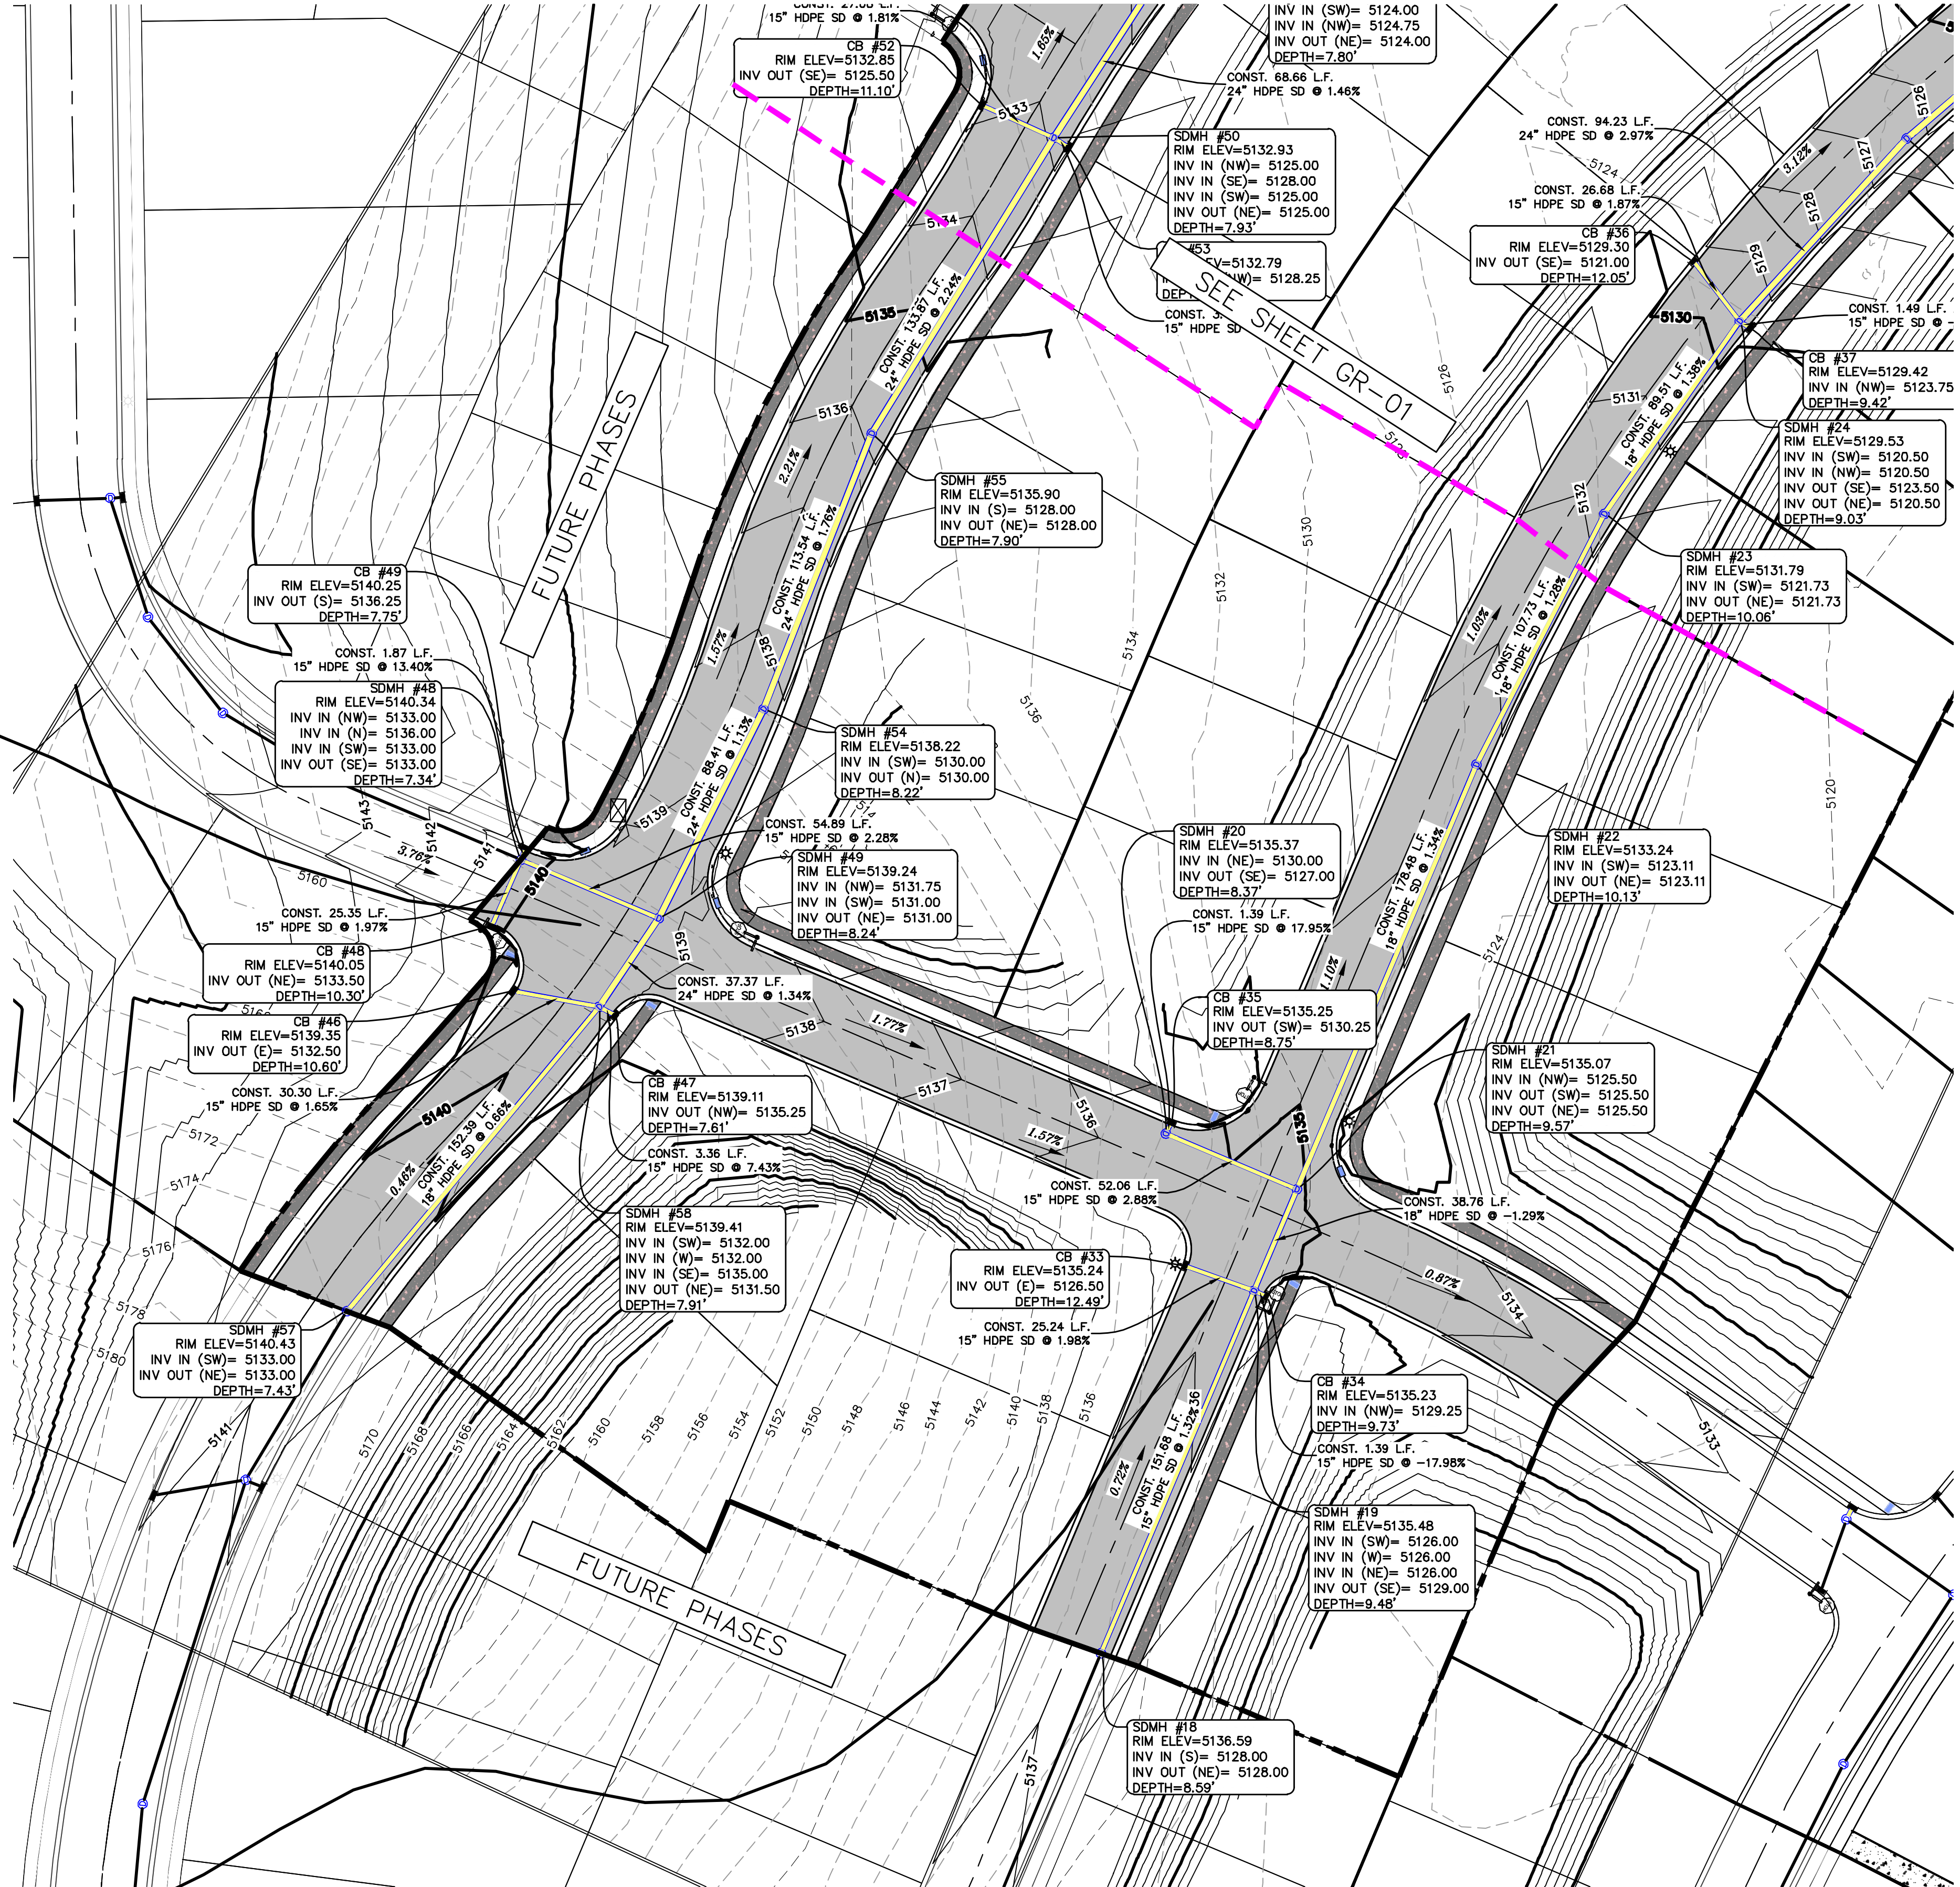 CONST. 27.08 L.F.
15" HDPE SD @ 1.81%
CB #52
RIM ELEV=5132.85
INV OUT (SE)= 5125.50
DEPTH=11.10'
1.65%
INV IN (SW)= 5124.00
INV IN (NW)= 5124.75
INV OUT (NE)= 5124.00
DEPTH=7.80'
CONST. 68.66 L.F.
24" HDPE SD @ 1.46%
5133
SDMH #50
RIM ELEV=5132.93
INV IN (NW)= 5125.00
INV IN (SE)= 5128.00
INV IN (SW)= 5125.00
INV OUT (NE)= 5125.00
DEPTH=7.93'
#53
EV=5132.79
W)= 5128.25
DEP
CONST. 3.
15" HDPE SD
SEE SHEET GR-01
CONST. 94.23 L.F.
24" HDPE SD @ 2.97%
5124
CONST. 26.68 L.F.
15" HDPE SD @ 1.87%
CB #36
RIM ELEV=5129.30
INV OUT (SE)= 5121.00
DEPTH=12.05'
3.12%
5126
5127
5128
5129
5130
CONST. 1.49 L.F.
15" HDPE SD @ -
CB #37
RIM ELEV=5129.42
INV IN (NW)= 5123.75
DEPTH=9.42'
SDMH #24
RIM ELEV=5129.53
INV IN (SW)= 5120.50
INV IN (NW)= 5120.50
INV OUT (SE)= 5123.50
INV OUT (NE)= 5120.50
DEPTH=9.03'
5131
CONST. 89.51 L.F.
18" HDPE SD @ 1.38%
5132
SDMH #23
RIM ELEV=5131.79
INV IN (SW)= 5121.73
INV OUT (NE)= 5121.73
DEPTH=10.06'
5134
5135
CONST. 133.87 L.F.
24" HDPE SD @ 2.24%
5136
2.21%
FUTURE PHASES
SDMH #55
RIM ELEV=5135.90
INV IN (S)= 5128.00
INV OUT (NE)= 5128.00
DEPTH=7.90'
CONST. 113.54 L.F.
24" HDPE SD @ 1.76%
5126
5130
5132
5134
5136
1.03%
CONST. 107.73 L.F.
18" HDPE SD @ 1.28%
CB #49
RIM ELEV=5140.25
INV OUT (S)= 5136.25
DEPTH=7.75'
CONST. 1.87 L.F.
15" HDPE SD @ 13.40%
SDMH #48
RIM ELEV=5140.34
INV IN (NW)= 5133.00
INV IN (N)= 5136.00
INV IN (SW)= 5133.00
INV OUT (SE)= 5133.00
DEPTH=7.34'
1.57%
5138
SDMH #54
RIM ELEV=5138.22
INV IN (SW)= 5130.00
INV OUT (N)= 5130.00
DEPTH=8.22'
CONST. 88.41 L.F.
24" HDPE SD @ 1.13%
5139
5143
5142
5141
3.76%
5160
5140
CONST. 54.89 L.F.
15" HDPE SD @ 2.28%
SDMH #49
RIM ELEV=5139.24
INV IN (NW)= 5131.75
INV IN (SW)= 5131.00
INV OUT (NE)= 5131.00
DEPTH=8.24'
SDMH #20
RIM ELEV=5135.37
INV IN (NE)= 5130.00
INV OUT (SE)= 5127.00
DEPTH=8.37'
CONST. 1.39 L.F.
15" HDPE SD @ 17.95%
SDMH #22
RIM ELEV=5133.24
INV IN (SW)= 5123.11
INV OUT (NE)= 5123.11
DEPTH=10.13'
CONST. 178.48 L.F.
18" HDPE SD @ 1.34%
5120
5124
CONST. 25.35 L.F.
15" HDPE SD @ 1.97%
CB #48
RIM ELEV=5140.05
INV OUT (NE)= 5133.50
DEPTH=10.30'
5139
CONST. 37.37 L.F.
24" HDPE SD @ 1.34%
5138
1.77%
1.10%
CB #35
RIM ELEV=5135.25
INV OUT (SW)= 5130.25
DEPTH=8.75'
CB #46
RIM ELEV=5139.35
INV OUT (E)= 5132.50
DEPTH=10.60'
CONST. 30.30 L.F.
15" HDPE SD @ 1.65%
CB #47
RIM ELEV=5139.11
INV OUT (NW)= 5135.25
DEPTH=7.61'
5137
5136
1.57%
5135
SDMH #21
RIM ELEV=5135.07
INV IN (NW)= 5125.50
INV OUT (SW)= 5125.50
INV OUT (NE)= 5125.50
DEPTH=9.57'
5140
5172
5174
5176
5178
5180
0.46%
CONST. 152.39 L.F.
18" HDPE SD @ 0.66%
CONST. 3.36 L.F.
15" HDPE SD @ 7.43%
CONST. 52.06 L.F.
15" HDPE SD @ 2.88%
CONST. 38.76 L.F.
18" HDPE SD @ -1.29%
SDMH #58
RIM ELEV=5139.41
INV IN (SW)= 5132.00
INV IN (W)= 5132.00
INV IN (SE)= 5135.00
INV OUT (NE)= 5131.50
DEPTH=7.91'
CB #33
RIM ELEV=5135.24
INV OUT (E)= 5126.50
DEPTH=12.49'
0.87%
5134
CONST. 25.24 L.F.
15" HDPE SD @ 1.98%
SDMH #57
RIM ELEV=5140.43
INV IN (SW)= 5133.00
INV OUT (NE)= 5133.00
DEPTH=7.43'
CB #34
RIM ELEV=5135.23
INV IN (NW)= 5129.25
DEPTH=9.73'
CONST. 1.39 L.F.
15" HDPE SD @ -17.98%
5141
5170
5168
5166
5164
5162
5160
5158
5156
5154
5152
5150
5148
5146
5144
5142
5140
5138
5136
36
0.72%
CONST. 151.68 L.F.
15" HDPE SD @ 1.32%
5133
SDMH #19
RIM ELEV=5135.48
INV IN (SW)= 5126.00
INV IN (W)= 5126.00
INV IN (NE)= 5126.00
INV OUT (SE)= 5129.00
DEPTH=9.48'
FUTURE PHASES
SDMH #18
RIM ELEV=5136.59
INV IN (S)= 5128.00
INV OUT (NE)= 5128.00
DEPTH=8.59'
5137